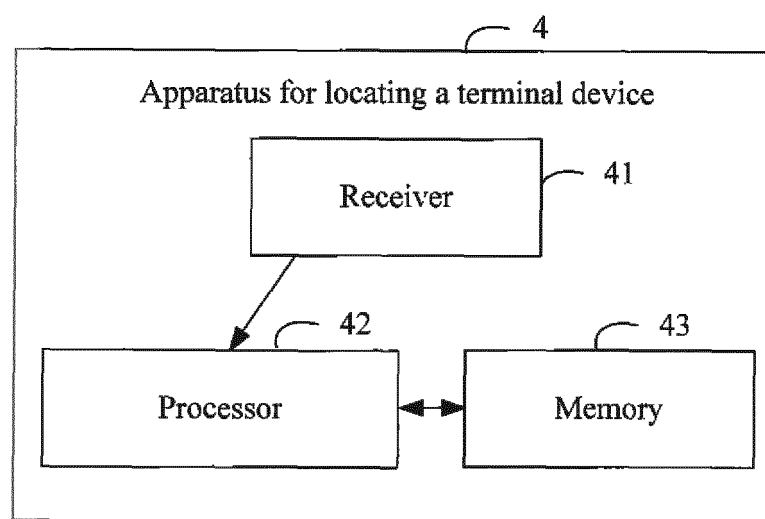 4
Apparatus for locating a terminal device
41
Receiver
42
43
Processor
Memory